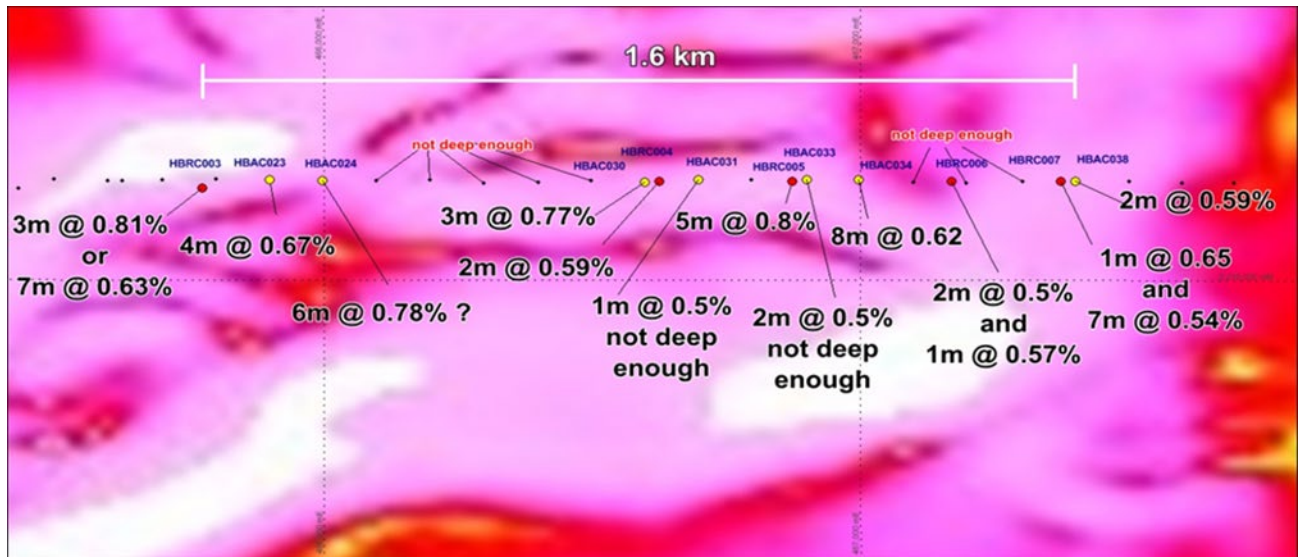 1.6 km
not deep enough
not deep enough
HBRC003
HBAC023
HBAC024
HBAC030
HBRC004
HBAC031
HBRC005
HBAC033
HBAC034
HBRC006
HBRC007
HBAC038
3m @ 0.81%
or
7m @ 0.63%
4m @ 0.67%
6m @ 0.78% ?
3m @ 0.77%
2m @ 0.59%
1m @ 0.5%
not deep
enough
5m @ 0.8%
2m @ 0.5%
not deep
enough
8m @ 0.62
2m @ 0.5%
and
1m @ 0.57%
2m @ 0.59%
1m @ 0.65
and
7m @ 0.54%